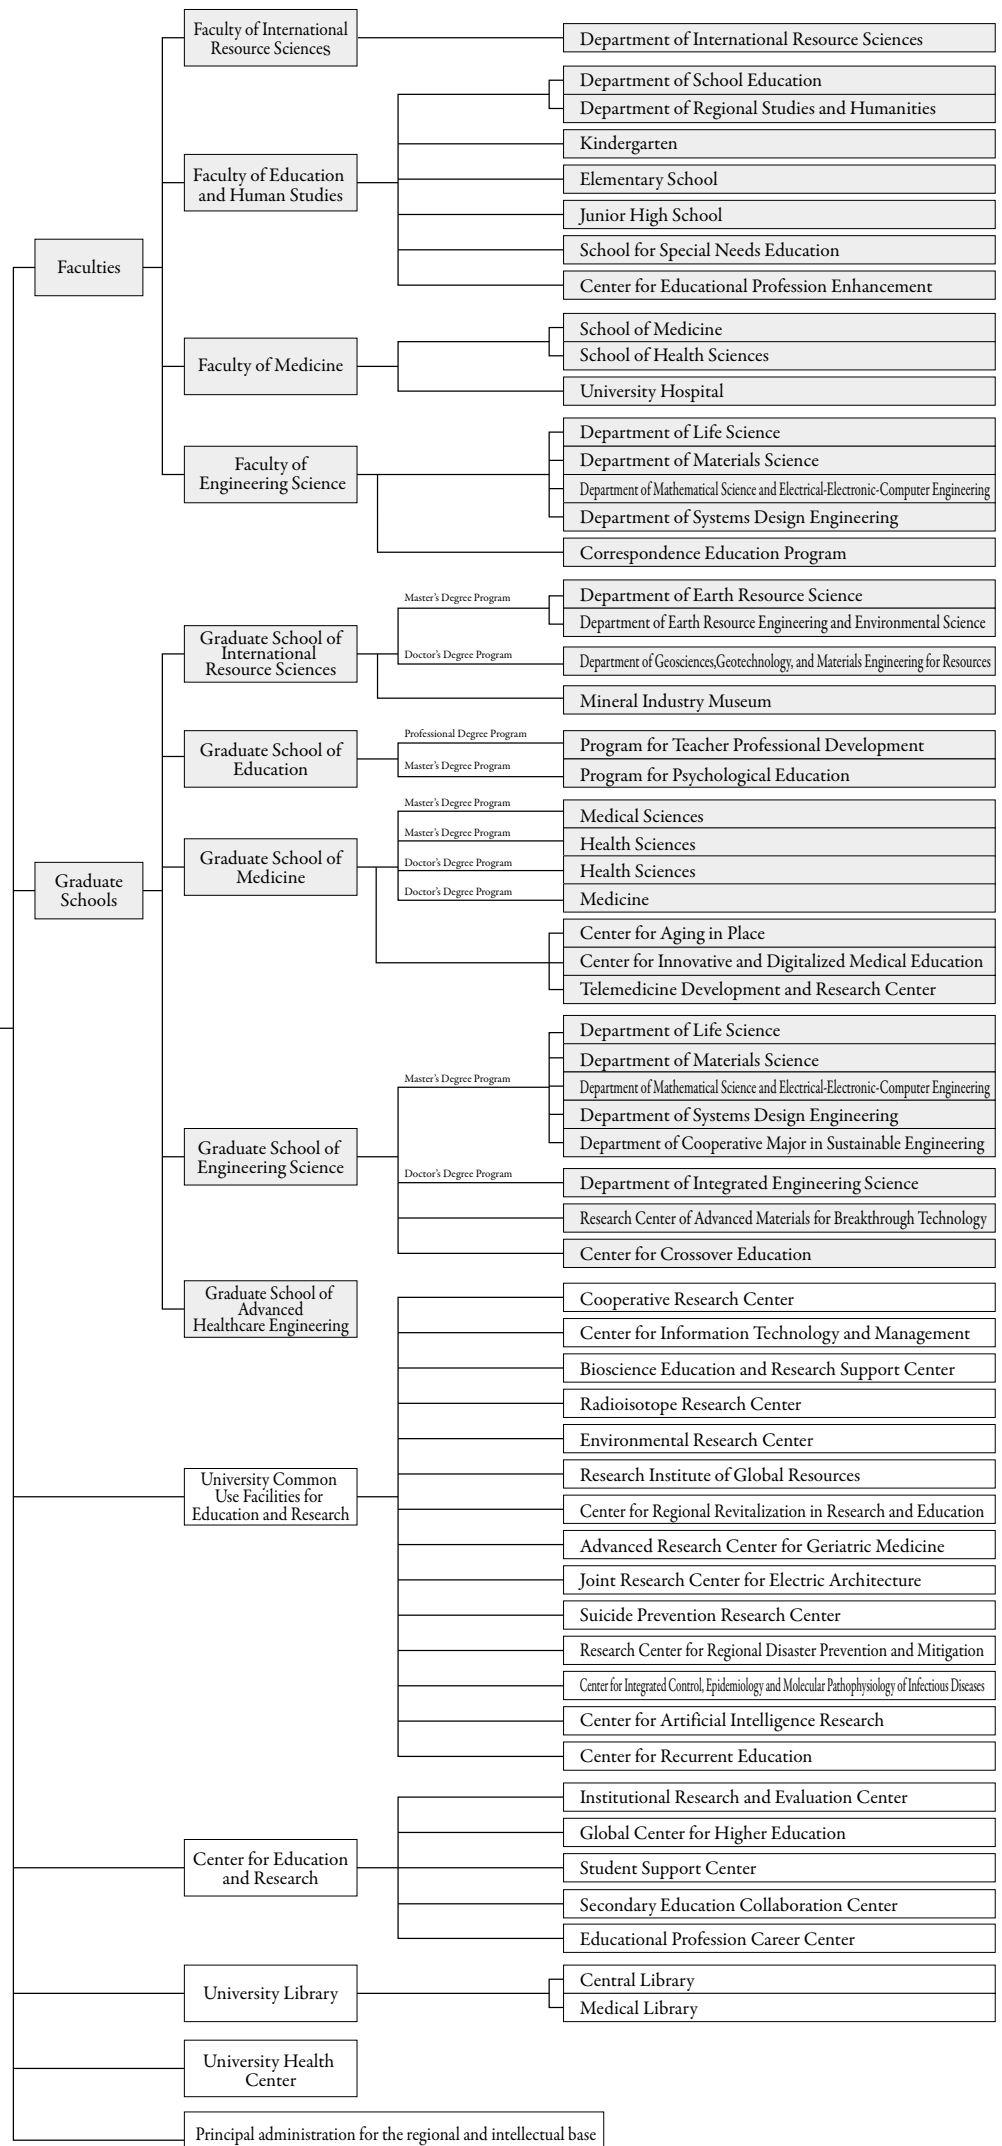 Faculties
Faculty of International
Resource Sciences
Department of International Resource Sciences
Faculty of Education
and Human Studies
Department of School Education
Department of Regional Studies and Humanities
Kindergarten
Elementary School
Junior High School
School for Special Needs Education
Center for Educational Profession Enhancement
Faculty of Medicine
School of Medicine
School of Health Sciences
University Hospital
Faculty of
Engineering Science
Department of Life Science
Department of Materials Science
Department of Mathematical Science and Electrical-Electronic-Computer Engineering
Department of Systems Design Engineering
Correspondence Education Program
Graduate
Schools
Graduate School of
International
Resource Sciences
Master's Degree Program
Department of Earth Resource Science
Department of Earth Resource Engineering and Environmental Science
Doctor's Degree Program
Department of Geosciences,Geotechnology, and Materials Engineering for Resources
Mineral Industry Museum
Graduate School of
Education
Professional Degree Program
Program for Teacher Professional Development
Master's Degree Program
Program for Psychological Education
Graduate School of
Medicine
Master's Degree Program
Medical Sciences
Master's Degree Program
Health Sciences
Doctor's Degree Program
Health Sciences
Doctor's Degree Program
Medicine
Center for Aging in Place
Center for Innovative and Digitalized Medical Education
Telemedicine Development and Research Center
Graduate School of
Engineering Science
Master's Degree Program
Department of Life Science
Department of Materials Science
Department of Mathematical Science and Electrical-Electronic-Computer Engineering
Department of Systems Design Engineering
Department of Cooperative Major in Sustainable Engineering
Doctor's Degree Program
Department of Integrated Engineering Science
Research Center of Advanced Materials for Breakthrough Technology
Center for Crossover Education
Graduate School of
Advanced
Healthcare Engineering
University Common
Use Facilities for
Education and Research
Cooperative Research Center
Center for Information Technology and Management
Bioscience Education and Research Support Center
Radioisotope Research Center
Environmental Research Center
Research Institute of Global Resources
Center for Regional Revitalization in Research and Education
Advanced Research Center for Geriatric Medicine
Joint Research Center for Electric Architecture
Suicide Prevention Research Center
Research Center for Regional Disaster Prevention and Mitigation
Center for Integrated Control, Epidemiology and Molecular Pathophysiology of Infectious Diseases
Center for Artificial Intelligence Research
Center for Recurrent Education
Center for Education
and Research
Institutional Research and Evaluation Center
Global Center for Higher Education
Student Support Center
Secondary Education Collaboration Center
Educational Profession Career Center
University Library
Central Library
Medical Library
University Health
Center
Principal administration for the regional and intellectual base